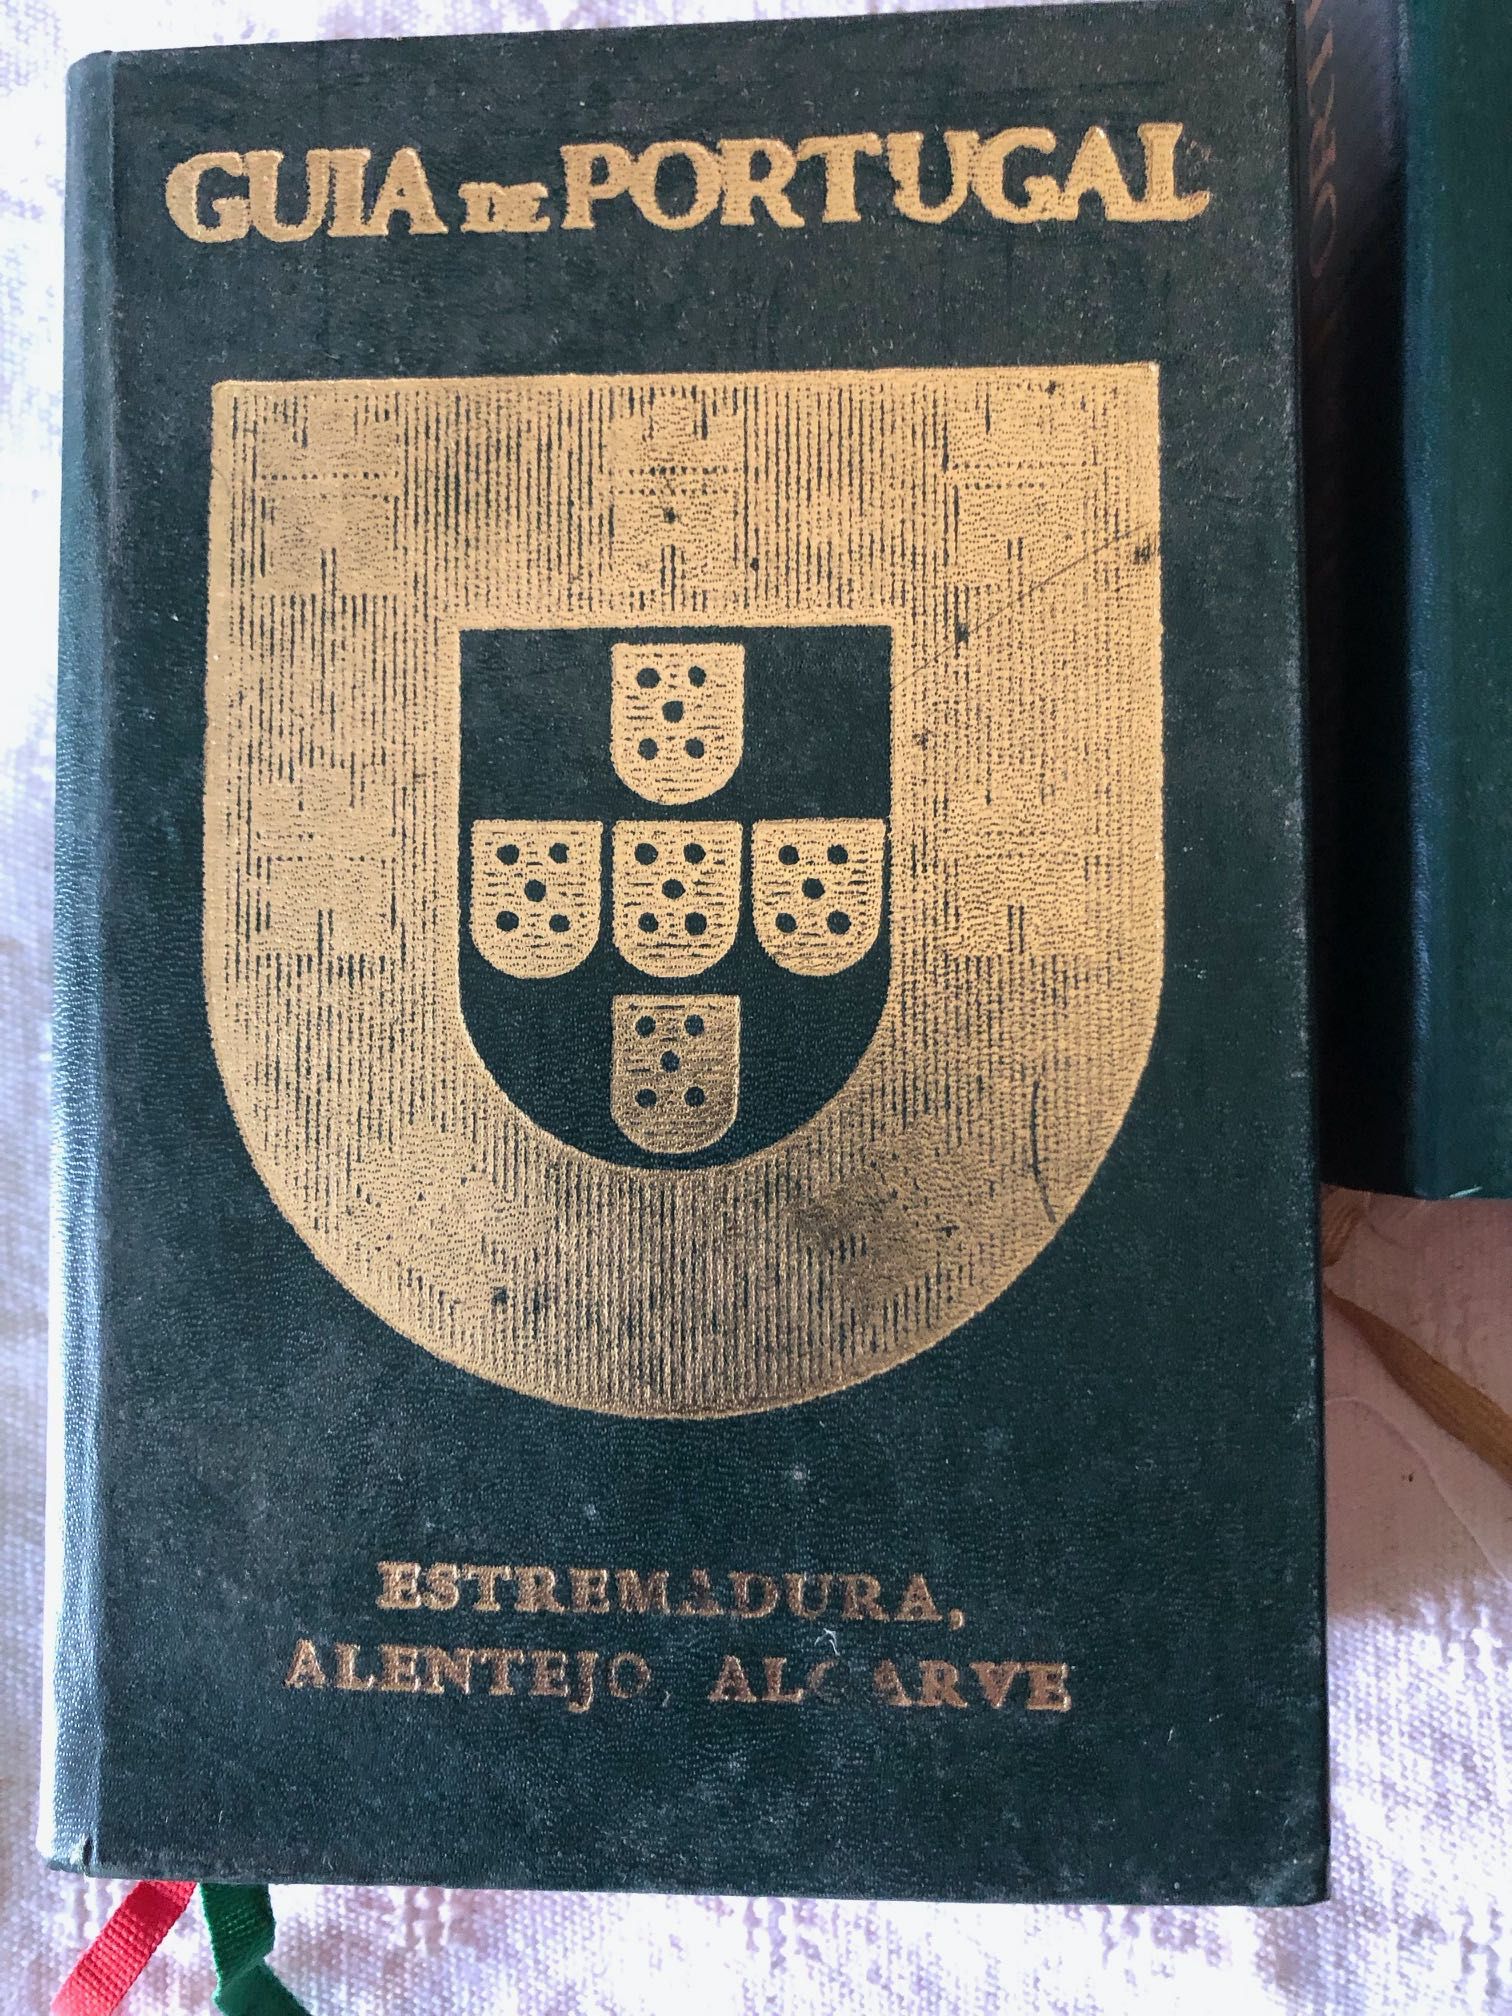 GUIA DE PORTUGAL
ESTREMADURA,
ALENTEJO ALGARVE